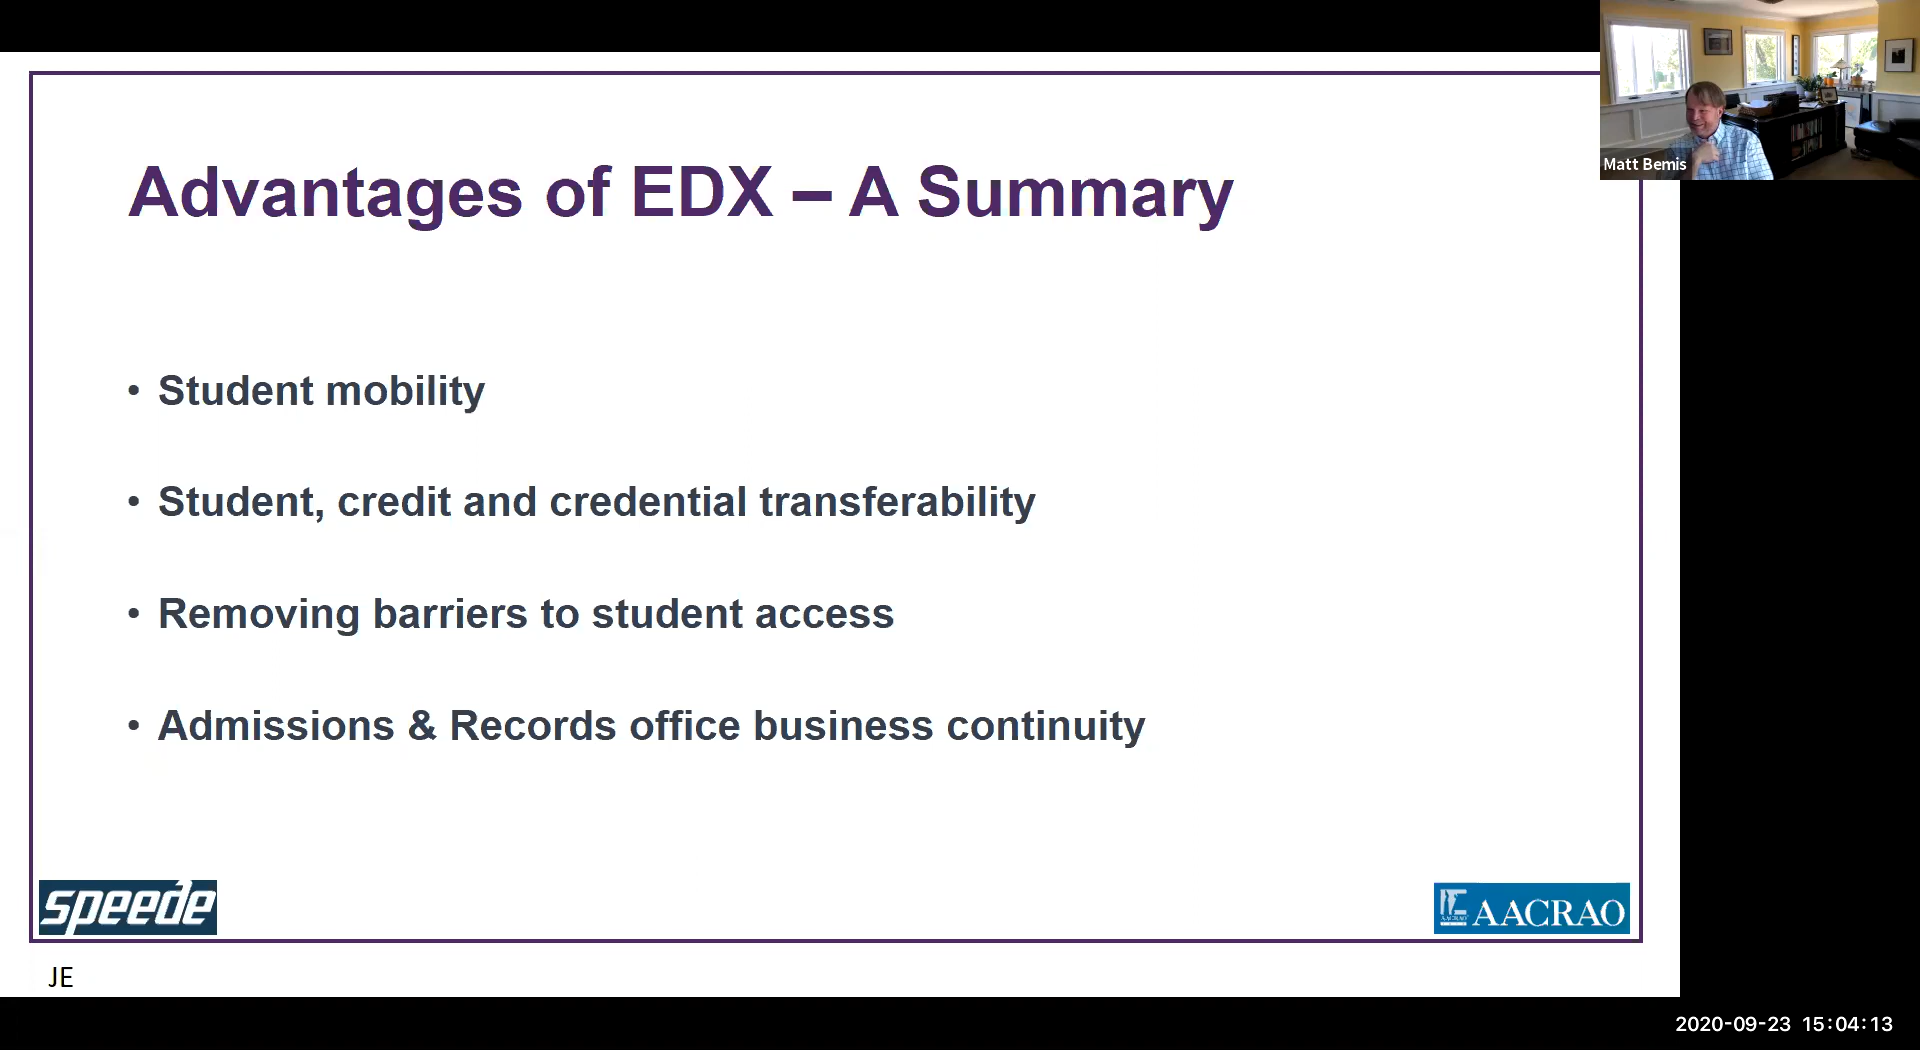 Advantages of EDX – A Summary
Matt Bemis
• Student mobility
• Student, credit and credential transferability
• Removing barriers to student access
• Admissions & Records office business continuity
speede
AACRAO
JE
2020-09-23 15:04:13